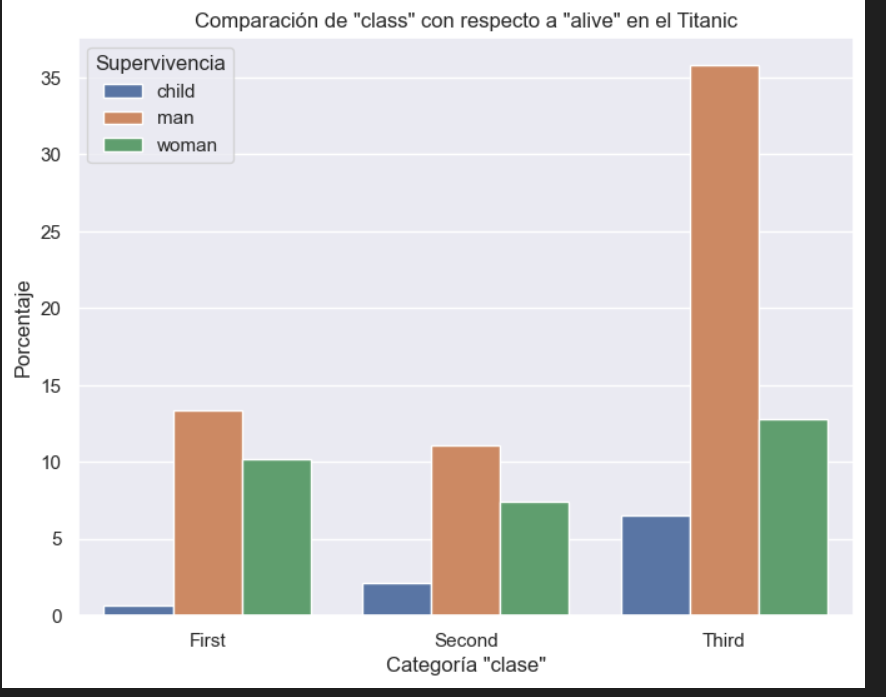 Comparación de "class" con respecto a "alive" en el Titanic
Supervivencia
child
man
woman
Porcentaje
35
30
25
20
15
10
5
0
First Second Third
Categoría "clase"